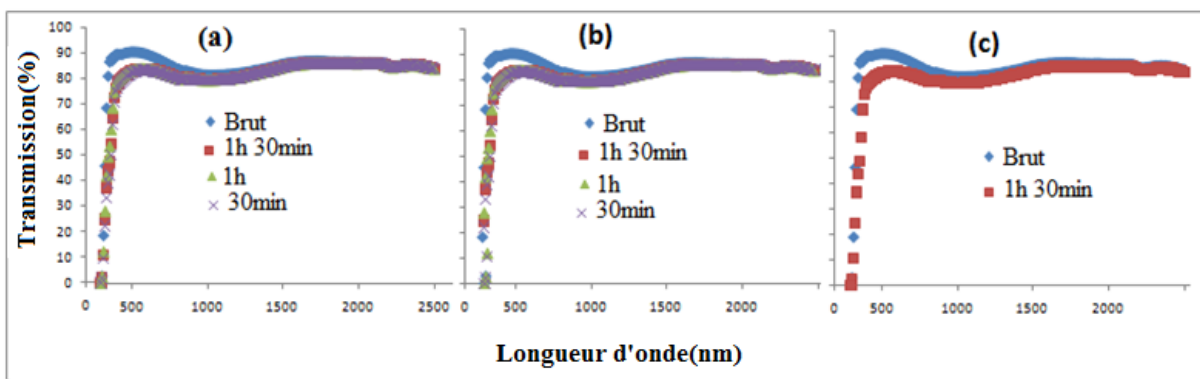 (a)
(b)
(c)
Transmission(%)
100
90
80
70
60
50
40
30
20
10
0
Brut
1h 30min
1h
30min
Brut
1h 30min
1h
30min
Brut
1h 30min
0 5000 1000 1500 2000 2500
0 500 1000 1500 2000
0 500 1000 2000
Longueur d'onde(nm)